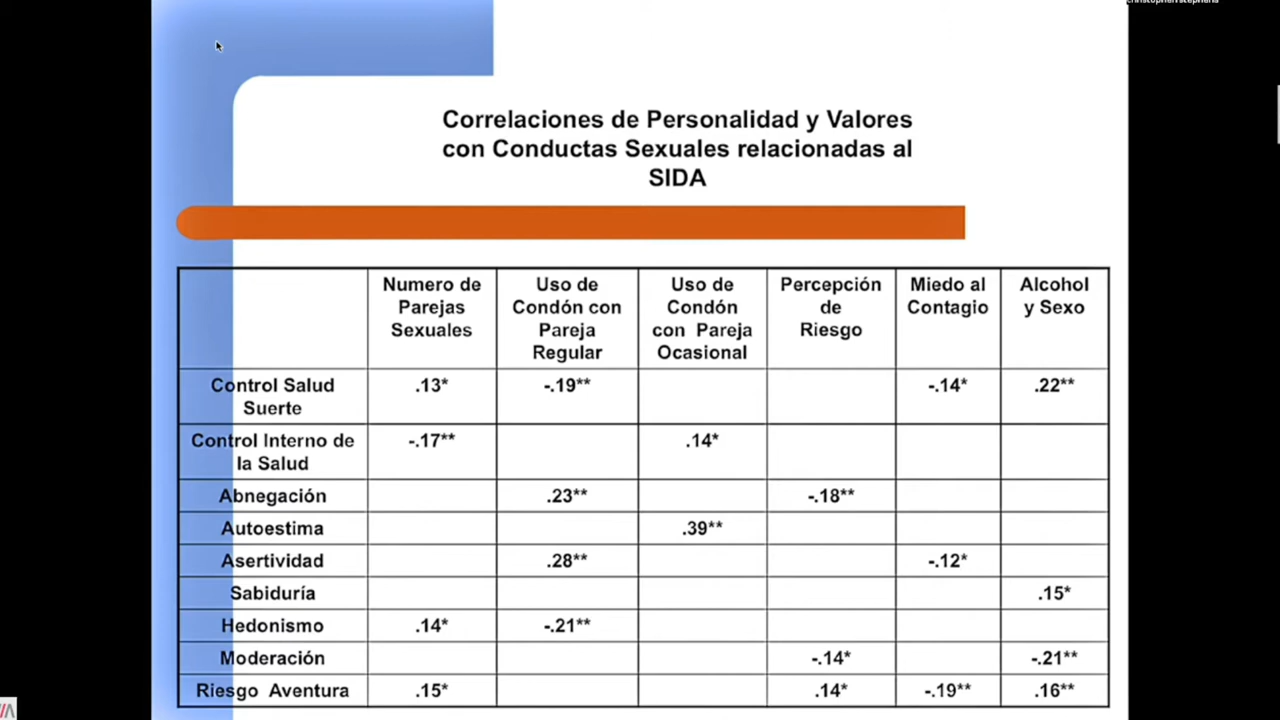 Correlaciones de Personalidad y Valores
con Conductas Sexuales relacionadas al
SIDA
Numero de Parejas Sexuales | Uso de Condón con Pareja Regular | Uso de Condón con Pareja Ocasional | Percepción de Riesgo | Miedo al Contagio | Alcohol y Sexo
Control Salud Suerte | .13* | -.19** | | | -.14* | .22**
Control Interno de la Salud | -.17** | | .14* | | |
Abnegación | | .23** | | -.18** | |
Autoestima | | | .39** | | |
Asertividad | | .28** | | | -.12* |
Sabiduría | | | | | | .15*
Hedonismo | .14* | -.21** | | | |
Moderación | | | | -.14* | | -.21**
Riesgo Aventura | .15* | | | .14* | -.19** | .16**